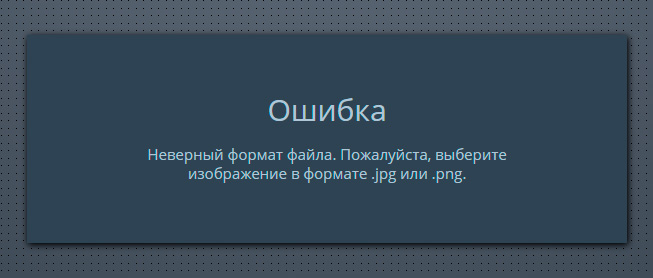 Ошибка
Неверный формат файла. Пожалуйста, выберите
изображение в формате .jpg или .png.